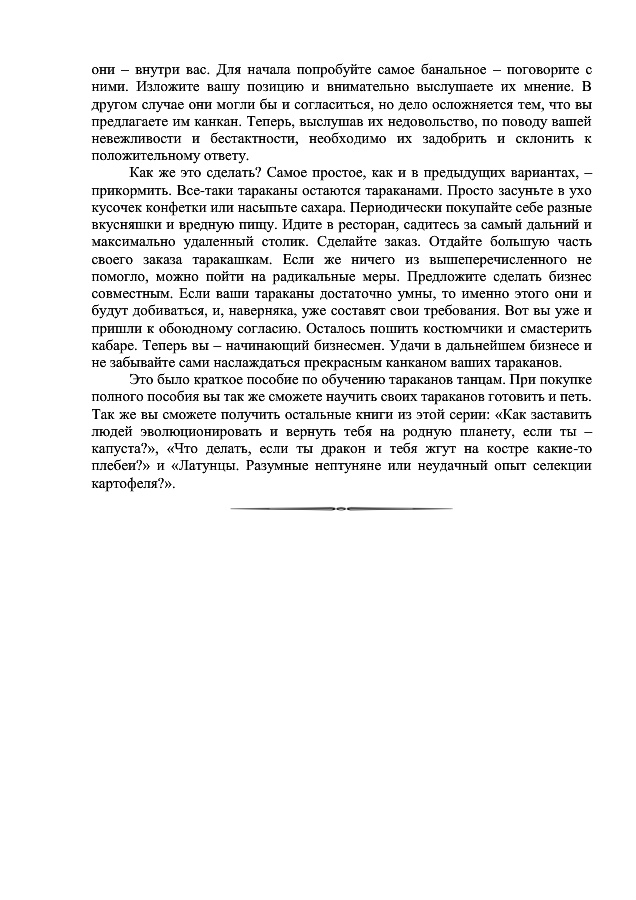 они – внутри вас. Для начала попробуйте самое банальное – поговорите с
ними. Изложите вашу позицию и внимательно выслушаете их мнение. В
другом случае они могли бы и согласиться, но дело осложняется тем, что вы
предлагаете им канкан. Теперь, выслушав их недовольство, по поводу вашей
невежливости и бестактности, необходимо их задобрить и склонить к
положительному ответу.
Как же это сделать? Самое простое, как и в предыдущих вариантах, –
прикормить. Все-таки тараканы остаются тараканами. Просто засуньте в ухо
кусочек конфетки или насыпьте сахара. Периодически покупайте себе разные
вкусняшки и вредную пищу. Идите в ресторан, садитесь за самый дальний и
максимально удаленный столик. Сделайте заказ. Отдайте большую часть
своего заказа таракашкам. Если же ничего из вышеперечисленного не
помогло, можно пойти на радикальные меры. Предложите сделать бизнес
совместным. Если ваши тараканы достаточно умны, то именно этого они и
будут добиваться, и, наверняка, уже составят свои требования. Вот вы уже и
пришли к обоюдному согласию. Осталось пошить костюмчики и смастерить
кабаре. Теперь вы – начинающий бизнесмен. Удачи в дальнейшем бизнесе и
не забывайте сами наслаждаться прекрасным канканом ваших тараканов.
Это было краткое пособие по обучению тараканов танцам. При покупке
полного пособия вы так же сможете научить своих тараканов готовить и петь.
Так же вы сможете получить остальные книги из этой серии: «Как заставить
людей эволюционировать и вернуть тебя на родную планету, если ты –
капуста?», «Что делать, если ты дракон и тебя жгут на костре какие-то
плебеи?» и «Латунцы. Разумные нептуняне или неудачный опыт селекции
картофеля?».